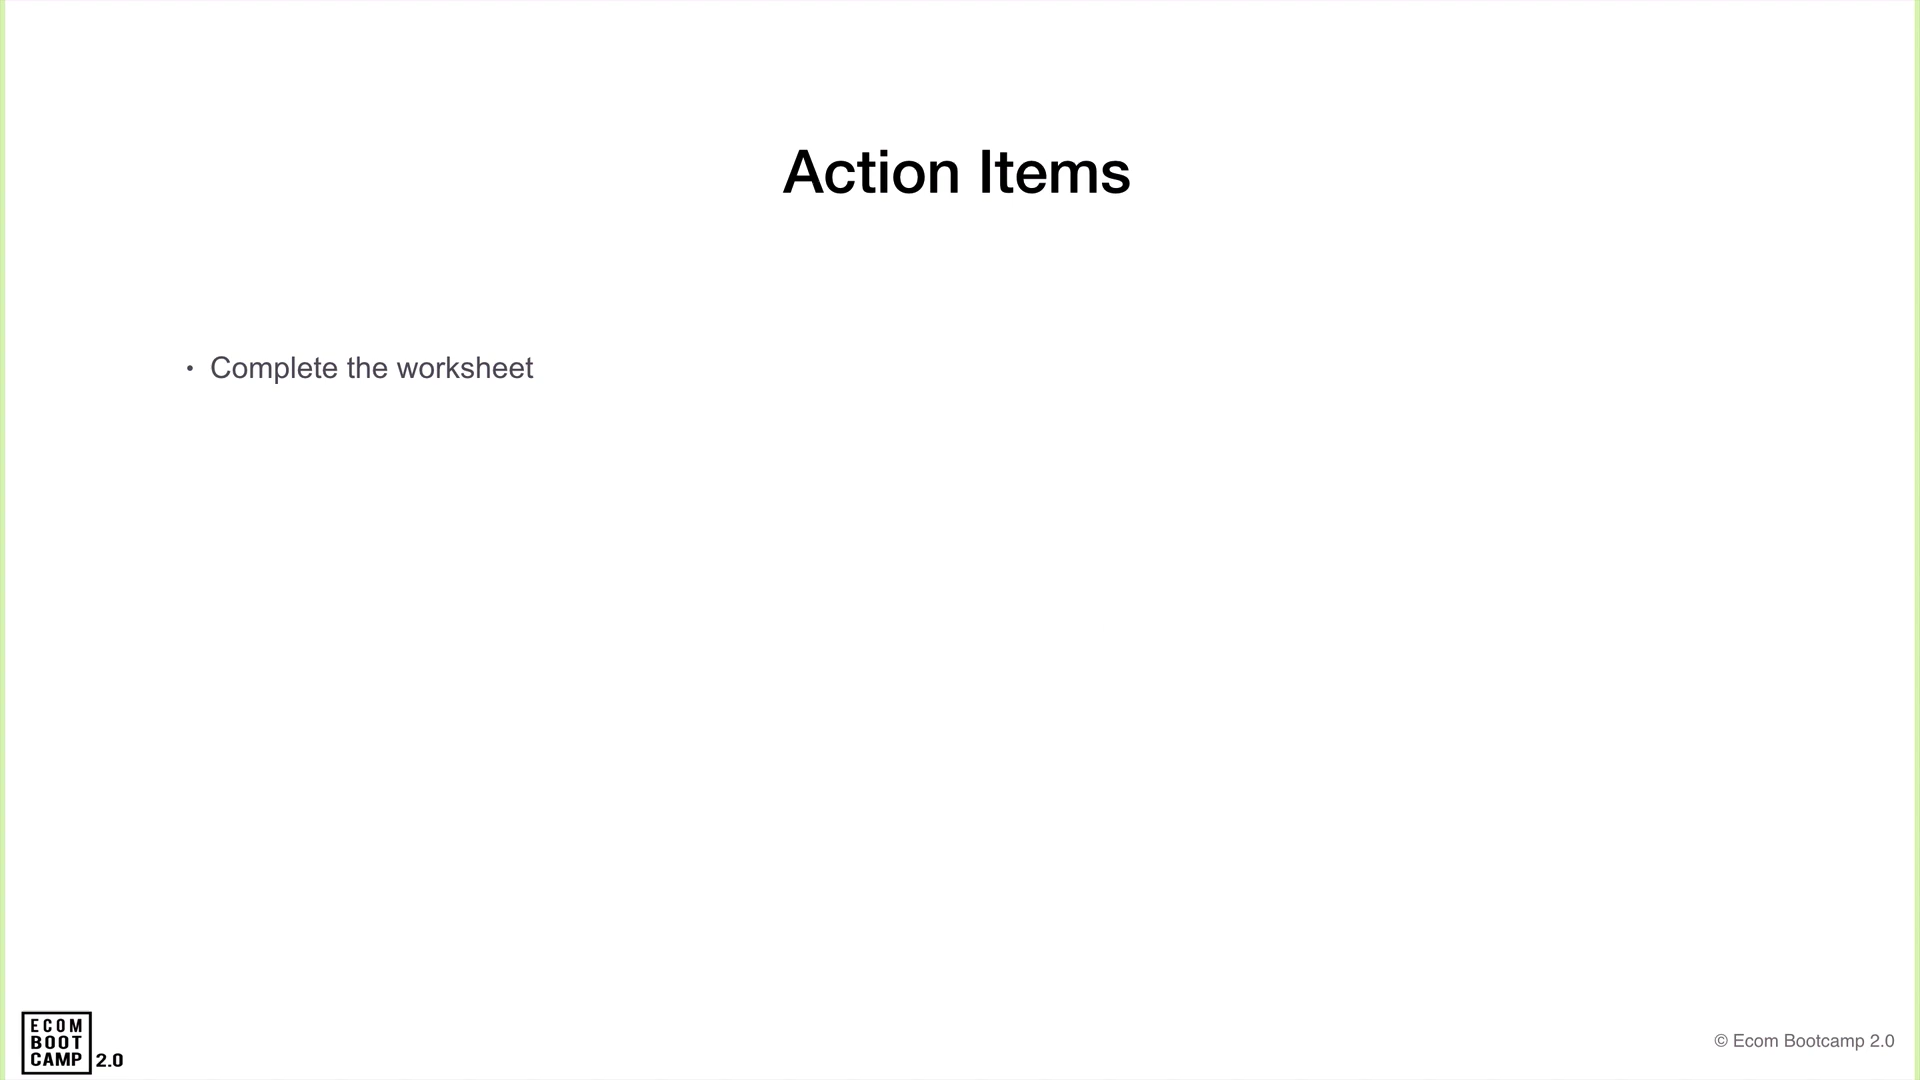 Action Items
• Complete the worksheet
ECOM
BOOT
CAMP 2.0
© Ecom Bootcamp 2.0